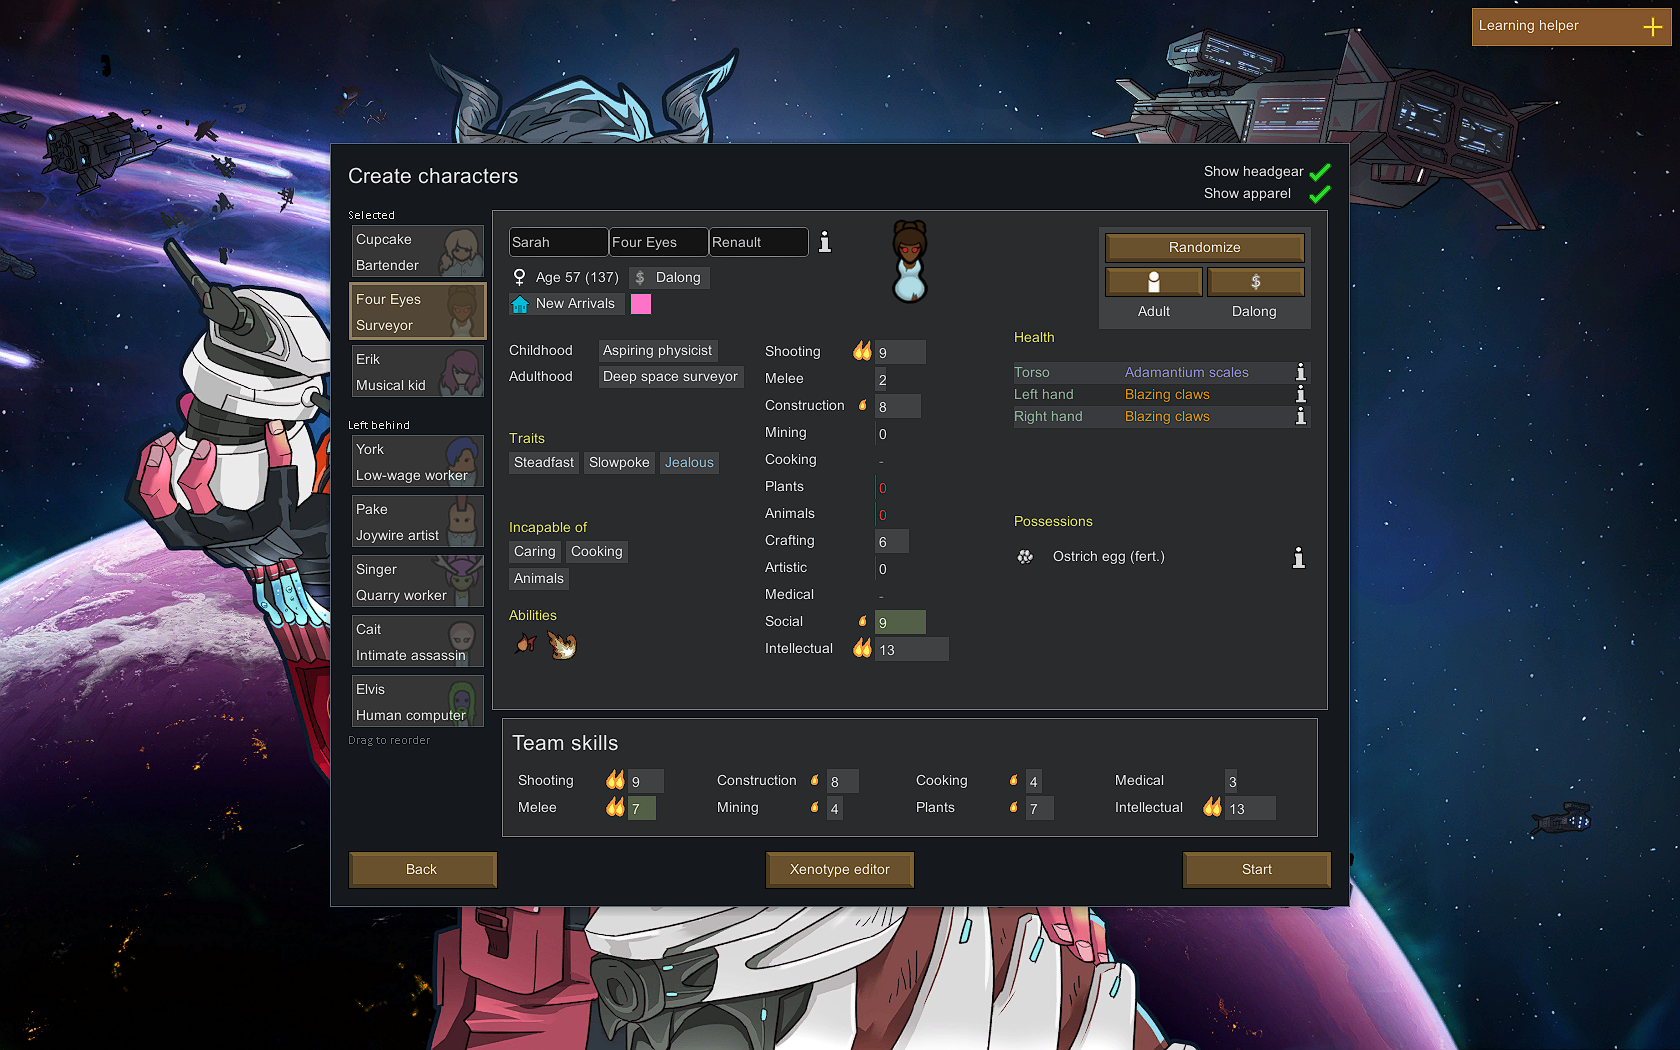 Learning helper
Create characters
Show headgear
Show apparel
Selected
Cupcake
Bartender
Four Eyes
Surveyor
Erik
Musical kid
Left behind
York
Low-wage worker
Pake
Joywire artist
Singer
Quarry worker
Cait
Intimate assassin
Elvis
Human computer
Drag to reorder
Sarah Four Eyes Renault
Age 57 (137) $ Dalong
New Arrivals
Randomize
$
Adult Dalong
Childhood Aspiring physicist
Adulthood Deep space surveyor
Traits
Steadfast Slowpoke Jealous
Incapable of
Caring Cooking
Animals
Abilities
Shooting 9
Melee 2
Construction 8
Mining 0
Cooking -
Plants 0
Animals 0
Crafting 6
Artistic 0
Medical -
Social 9
Intellectual 13
Health
Torso Adamantium scales
Left hand Blazing claws
Right hand Blazing claws
Possessions
Ostrich egg (fert.)
Team skills
Shooting 9 Construction 8 Cooking 4 Medical 3
Melee 7 Mining 4 Plants 7 Intellectual 13
Back Xenotype editor Start